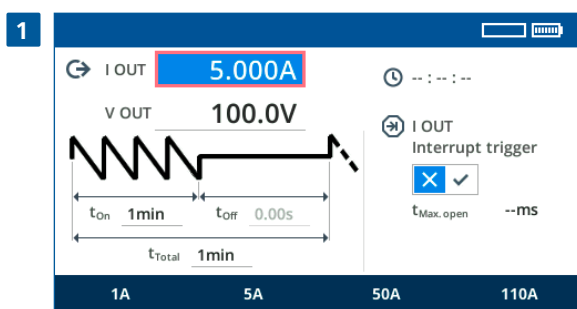 1
I OUT 5.000A
V OUT 100.0V
tOn 1min tOff 0.00s
tTotal 1min
-- : -- : --
I OUT
Interrupt trigger
tMax. open --ms
1A 5A 50A 110A